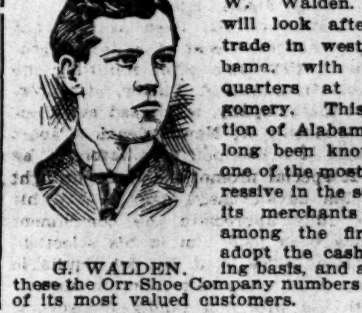 W. Walden.
will look afte
trade in west
bama, with
quarters at
gomery. This
tion of Alabam
long been know
one of the most
ressive in the s
its merchants
among the fir
adopt the cash
G. WALDEN. ing basis, and a
these the Orr Shoe Company numbers
of its most valued customers.